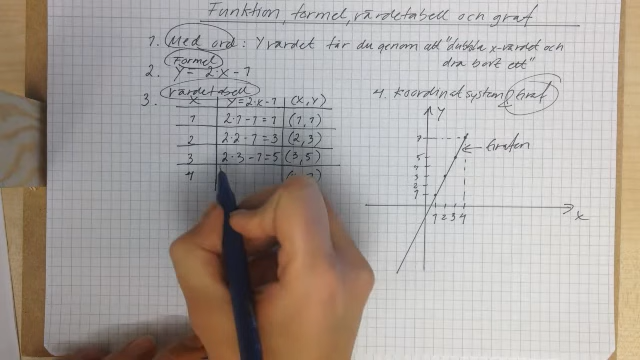 Funktion, formel, värdetabell och graf
1. Med ord: Y värdet får du genom att "dubbla x-värdet och
dra bort ett"
Formel
2. Y = 2·x - 1
3. Värdetabell
x y=2·x-1 (x,y)
1 2·1-1=1 (1,1)
2 2·2-1=3 (2,3)
3 2·3-1=5 (3,5)
4
4. Koordinatsystem & Graf
Y
7
5
4
3
2
1
Grafen
1 2 3 4
x